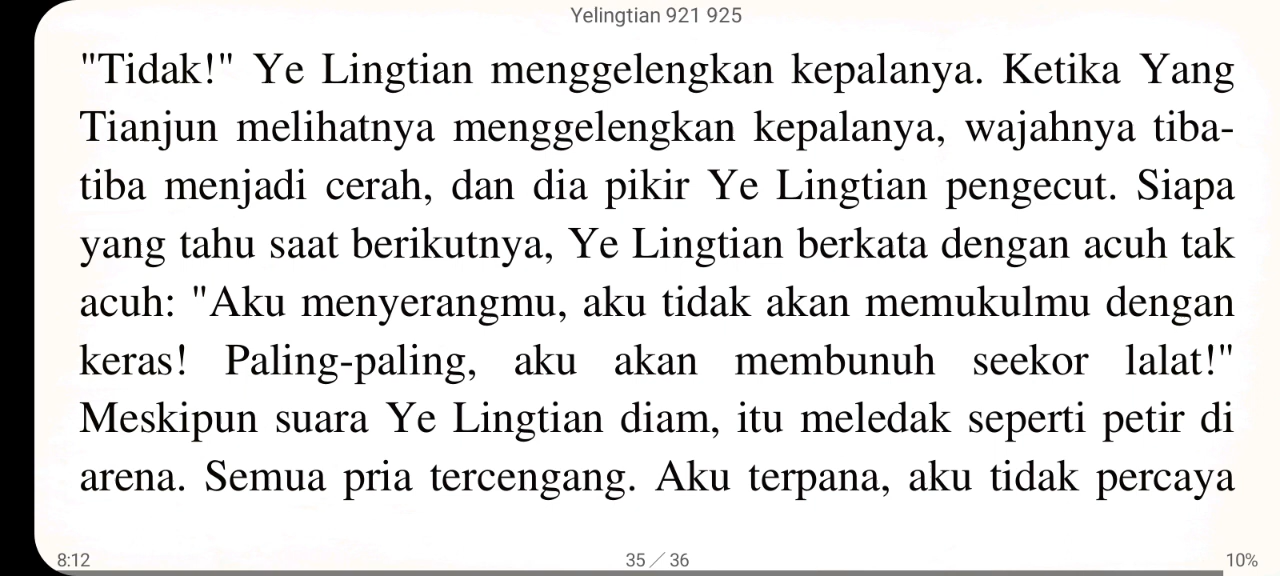 Yelingtian 921 925
"Tidak!" Ye Lingtian menggelengkan kepalanya. Ketika Yang
Tianjun melihatnya menggelengkan kepalanya, wajahnya tiba-
tiba menjadi cerah, dan dia pikir Ye Lingtian pengecut. Siapa
yang tahu saat berikutnya, Ye Lingtian berkata dengan acuh tak
acuh: "Aku menyerangmu, aku tidak akan memukulmu dengan
keras! Paling-paling, aku akan membunuh seekor lalat!"
Meskipun suara Ye Lingtian diam, itu meledak seperti petir di
arena. Semua pria tercengang. Aku terpana, aku tidak percaya
8:12 35 / 36 10%